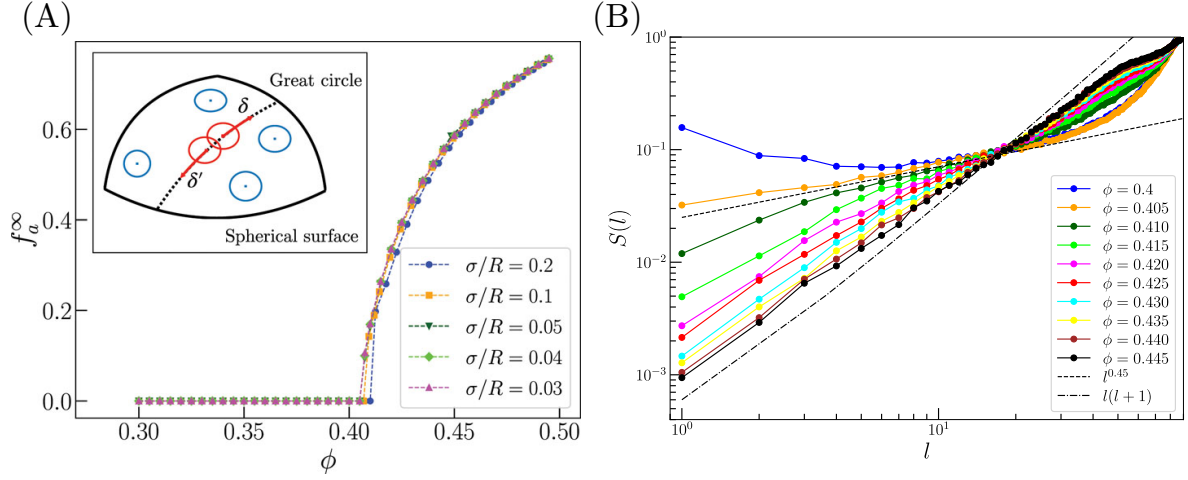 (A)
0.6
0.4
0.2
0.0
f_a^∞
0.30
0.35
0.40
0.45
0.50
ϕ
Great circle
δ
δ′
Spherical surface
σ/R = 0.2
σ/R = 0.1
σ/R = 0.05
σ/R = 0.04
σ/R = 0.03
(B)
10^0
10^−1
10^−2
10^−3
S(l)
10^0
10^1
l
ϕ = 0.4
ϕ = 0.405
ϕ = 0.410
ϕ = 0.415
ϕ = 0.420
ϕ = 0.425
ϕ = 0.430
ϕ = 0.435
ϕ = 0.440
ϕ = 0.445
l^0.45
l(l + 1)